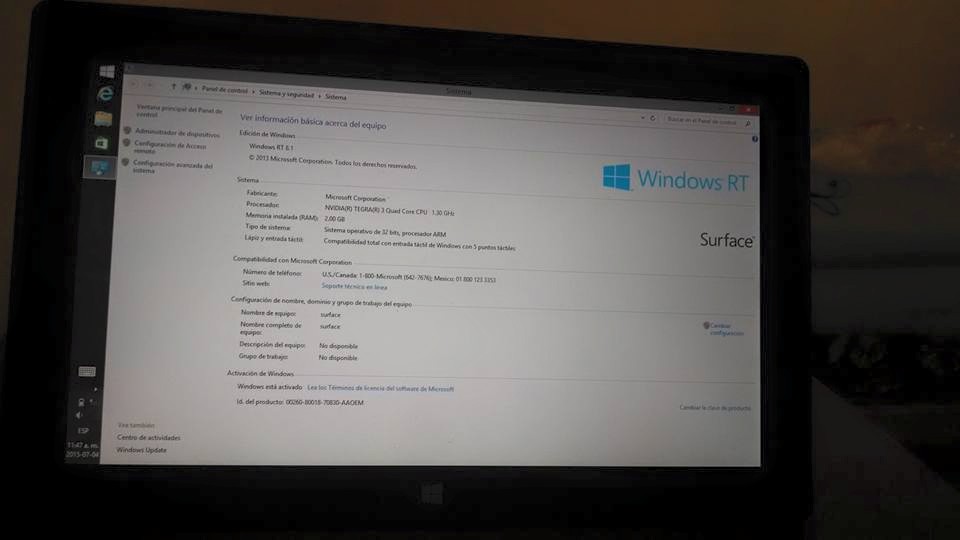 Panel de control ▸ Sistema y seguridad ▸ Sistema
Sistema
Buscar en el Panel de control
Ventana principal del Panel de
control
Administrador de dispositivos
Configuración de Acceso
remoto
Configuración avanzada del
sistema
Ver información básica acerca del equipo
Edición de Windows
Windows RT 8.1
© 2013 Microsoft Corporation. Todos los derechos reservados.
Windows RT
Sistema
Fabricante: Microsoft Corporation
Procesador: NVIDIA(R) TEGRA(R) 3 Quad Core CPU 1.30 GHz
Memoria instalada (RAM): 2,00 GB
Tipo de sistema: Sistema operativo de 32 bits, procesador ARM
Lápiz y entrada táctil: Compatibilidad total con entrada táctil de Windows con 5 puntos táctiles
Surface
Compatibilidad con Microsoft Corporation
Número de teléfono: U.S./Canada: 1-800-Microsoft (642-7676); Mexico: 01 800 123 3353
Sitio web: Soporte técnico en línea
Configuración de nombre, dominio y grupo de trabajo del equipo
Nombre de equipo: surface
Nombre completo de surface
equipo:
Cambiar
configuración
Descripción del equipo: No disponible
Grupo de trabajo: No disponible
Activación de Windows
Windows está activado Lea los Términos de licencia del software de Microsoft
Id. del producto: 00260-80018-70830-AAOEM
Cambiar la clave de producto
Vea también
Centro de actividades
Windows Update
ESP
11:47 a. m.
2015-07-04